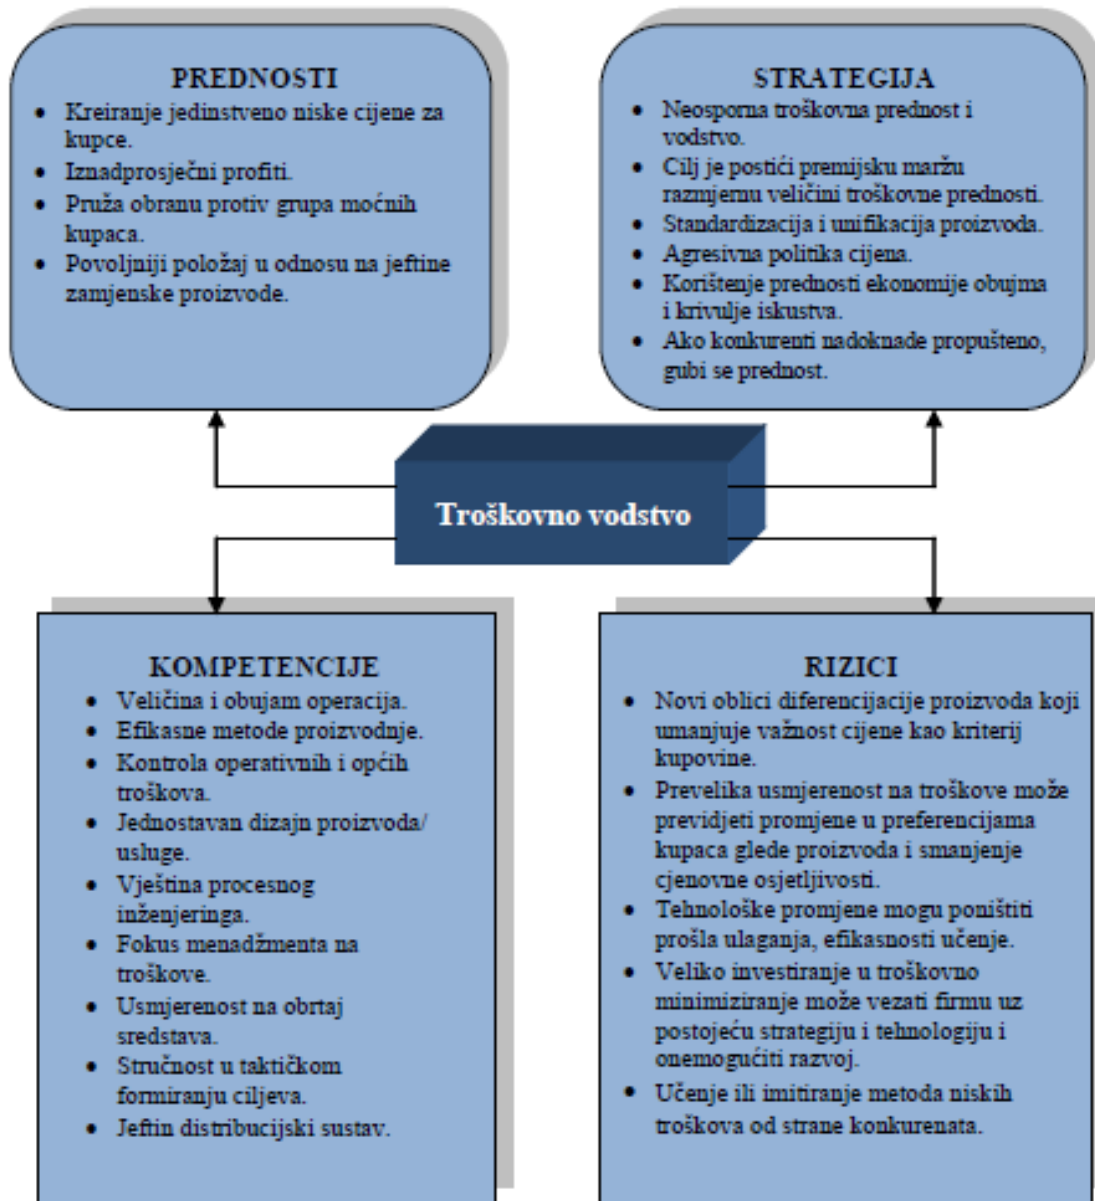 PREDNOSTI
• Kreiranje jedinstveno niske cijene za
kupce.
• Iznadprosječni profiti.
• Pruža obranu protiv grupa moćnih
kupaca.
• Povoljniji položaj u odnosu na jeftine
zamjenske proizvode.
STRATEGIJA
• Neosporna troškovna prednost i
vodstvo.
• Cilj je postići premijsku maržu
razmjernu veličini troškovne prednosti.
• Standardizacija i unifikacija proizvoda.
• Agresivna politika cijena.
• Korištenje prednosti ekonomije obujma
i krivulje iskustva.
• Ako konkurenti nadoknade propušteno,
gubi se prednost.
Troškovno vodstvo
KOMPETENCIJE
• Veličina i obujam operacija.
• Efikasne metode proizvodnje.
• Kontrola operativnih i općih
troškova.
• Jednostavan dizajn proizvoda/
usluge.
• Vještina procesnog
inženjeringa.
• Fokus menadžmenta na
troškove.
• Usmjerenost na obrtaj
sredstava.
• Stručnost u taktičkom
formiranju ciljeva.
• Jeftin distribucijski sustav.
RIZICI
• Novi oblici diferencijacije proizvoda koji
umanjuje važnost cijene kao kriterij
kupovine.
• Prevelika usmjerenost na troškove može
previdjeti promjene u preferencijama
kupaca glede proizvoda i smanjenje
cjenovne osjetljivosti.
• Tehnološke promjene mogu poništiti
prošla ulaganja, efikasnosti učenje.
• Veliko investiranje u troškovno
minimiziranje može vezati firmu uz
postojeću strategiju i tehnologiju i
onemogućiti razvoj.
• Učenje ili imitiranje metoda niskih
troškova od strane konkurenata.